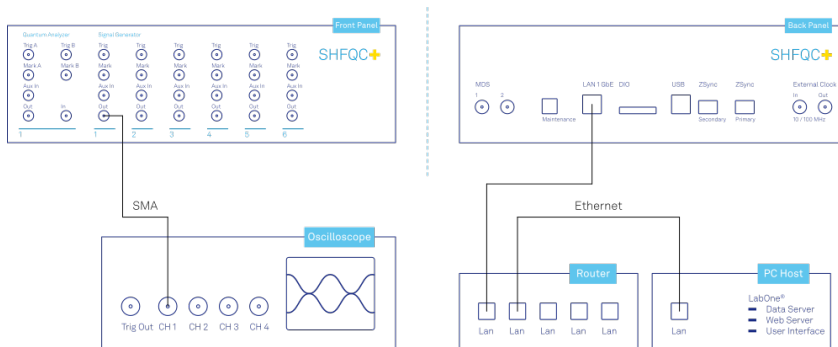 Front Panel
Quantum Analyzer Signal Generator
Trig A Trig B Trig Trig Trig Trig Trig Trig
SHFQC+
Mark A Mark B Mark Mark Mark Mark Mark Mark
Aux In Aux In Aux In Aux In Aux In Aux In Aux In
Out In Out Out Out Out Out Out
1 1 2 3 4 5 6
SMA
Oscilloscope
Trig Out CH 1 CH 2 CH 3 CH 4
Back Panel
SHFQC+
MDS LAN 1 GbE DIO USB ZSync ZSync External Clock
1 2 In Out
Maintenance Secondary Primary 10 / 100 MHz
Ethernet
Router
Lan Lan Lan Lan Lan
PC Host
LabOne®
Data Server
Web Server
User Interface
Lan